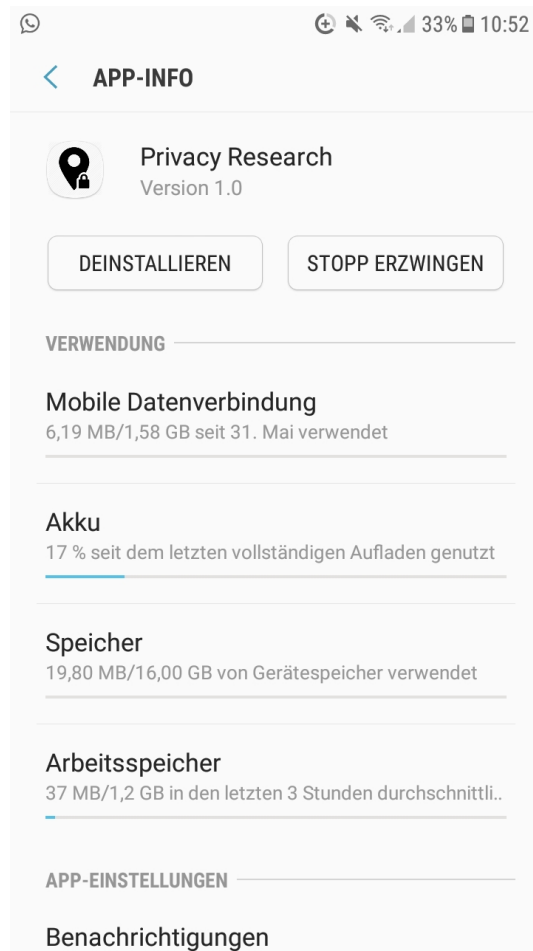 33% 10:52
APP-INFO
Privacy Research
Version 1.0
DEINSTALLIEREN
STOPP ERZWINGEN
VERWENDUNG
Mobile Datenverbindung
6,19 MB/1,58 GB seit 31. Mai verwendet
Akku
17 % seit dem letzten vollständigen Aufladen genutzt
Speicher
19,80 MB/16,00 GB von Gerätespeicher verwendet
Arbeitsspeicher
37 MB/1,2 GB in den letzten 3 Stunden durchschnittli..
APP-EINSTELLUNGEN
Benachrichtigungen